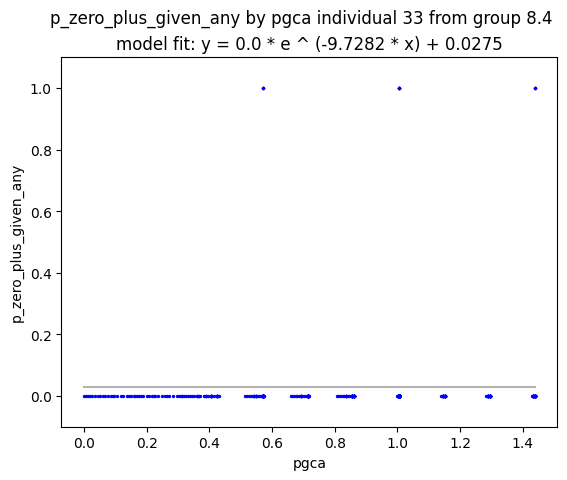 p_zero_plus_given_any by pgca individual 33 from group 8.4
model fit: y = 0.0 * e ^ (-9.7282 * x) + 0.0275
1.0
0.8
0.6
0.4
0.2
0.0
p_zero_plus_given_any
0.0 0.2 0.4 0.6 0.8 1.0 1.2 1.4
pgca